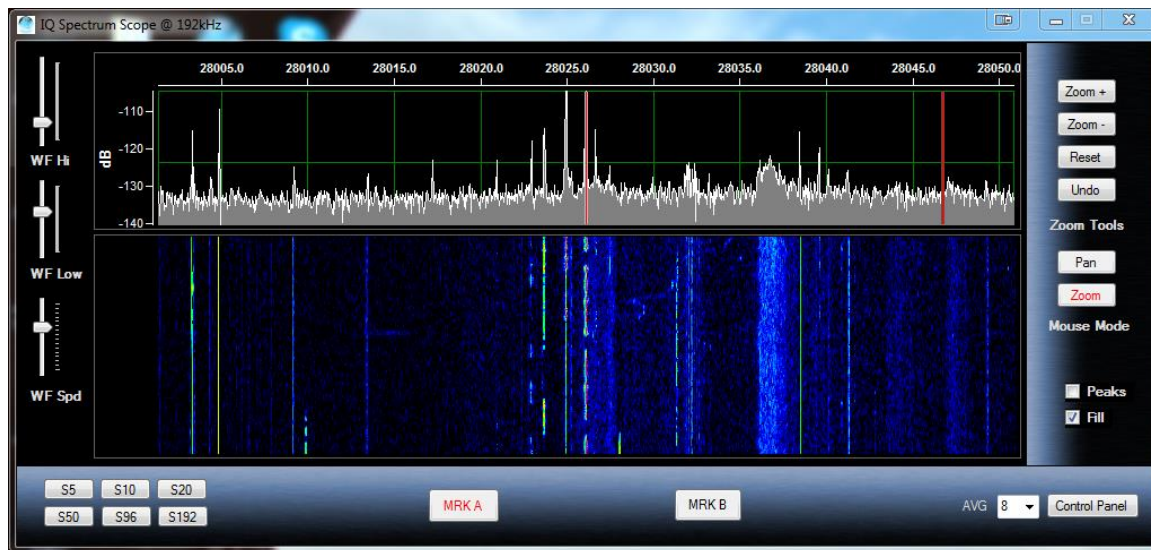 IQ Spectrum Scope @ 192kHz
28005.0 28010.0 28015.0 28020.0 28025.0 28030.0 28035.0 28040.0 28045.0 28050.0
-110
-120
-130
-140
dB
WF Hi
WF Low
WF Spd
Zoom +
Zoom -
Reset
Undo
Zoom Tools
Pan
Zoom
Mouse Mode
Peaks
Fill
S5 S10 S20
S50 S96 S192
MRK A
MRK B
AVG 8
Control Panel